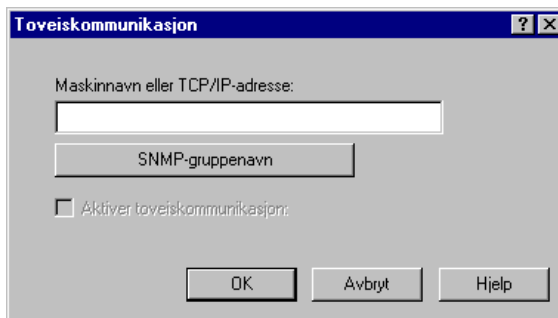 Toveiskommunikasjon
Maskinnavn eller TCP/IP-adresse:
SNMP-gruppenavn
Aktiver toveiskommunikasjon:
OK Avbryt Hjelp